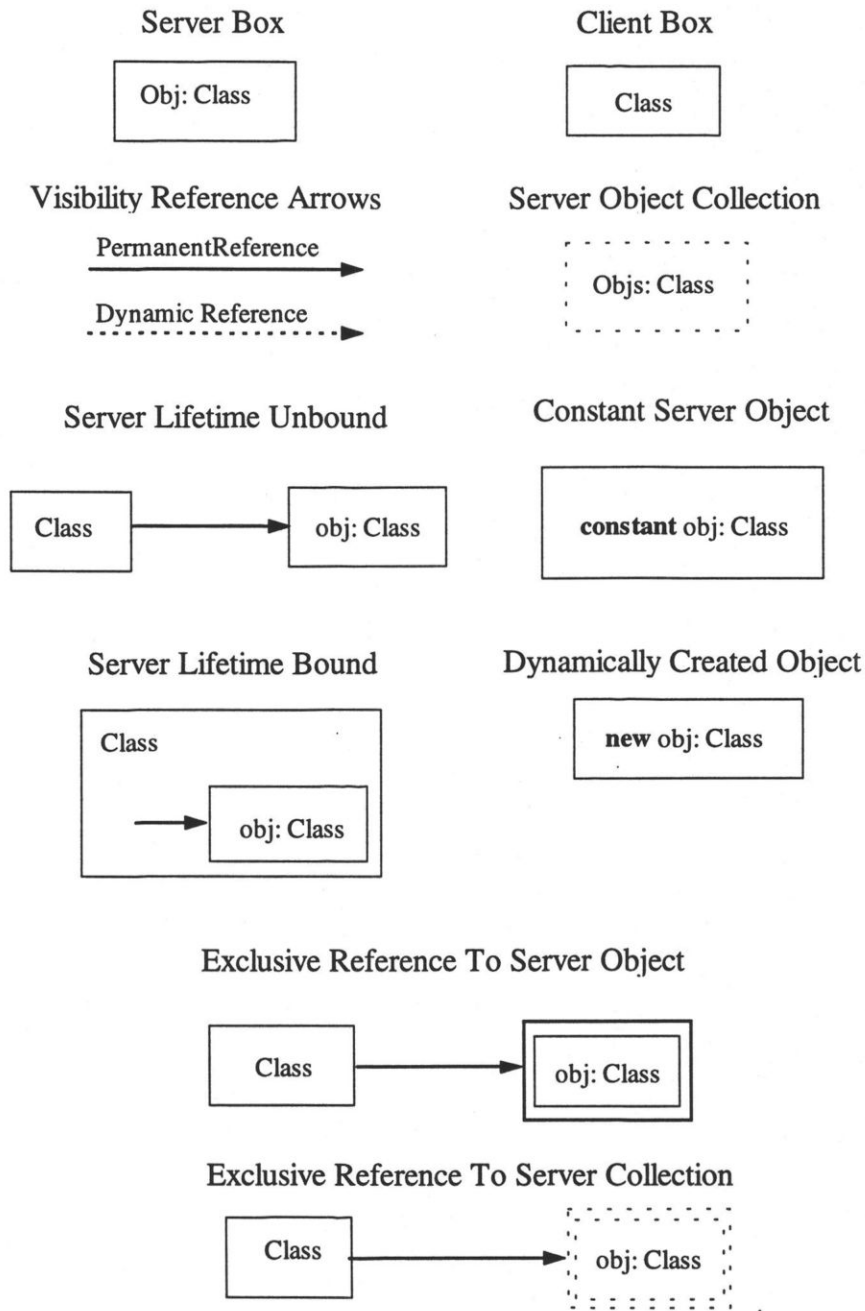 Server Box
Client Box
Obj: Class
Class
Visibility Reference Arrows
Server Object Collection
PermanentReference
Objs: Class
Dynamic Reference
Server Lifetime Unbound
Constant Server Object
Class
obj: Class
constant obj: Class
Server Lifetime Bound
Dynamically Created Object
Class
new obj: Class
obj: Class
Exclusive Reference To Server Object
Class
obj: Class
Exclusive Reference To Server Collection
Class
obj: Class